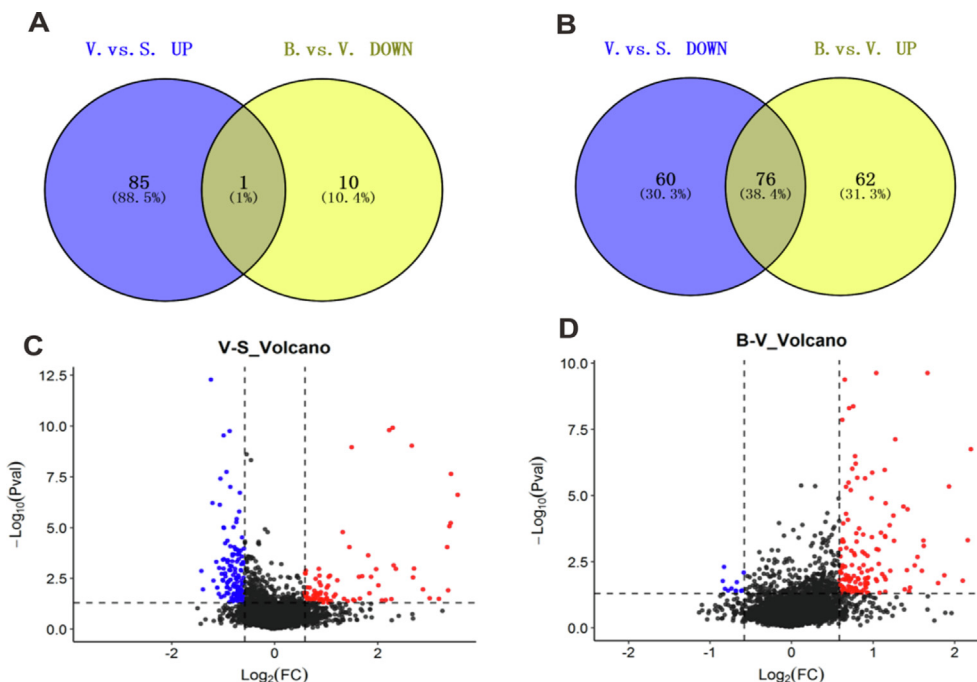 A
V.vs.S. UP
B.vs.V. DOWN
85
(88.5%)
1
(1%)
10
(10.4%)
B
V.vs.S. DOWN
B.vs.V. UP
60
(30.3%)
76
(38.4%)
62
(31.3%)
C
V-S_Volcano
12.5
10.0
7.5
5.0
2.5
0.0
−Log10(Pval)
-2
0
2
Log2(FC)
D
B-V_Volcano
10.0
7.5
5.0
2.5
0.0
−Log10(Pval)
-2
-1
0
1
2
Log2(FC)